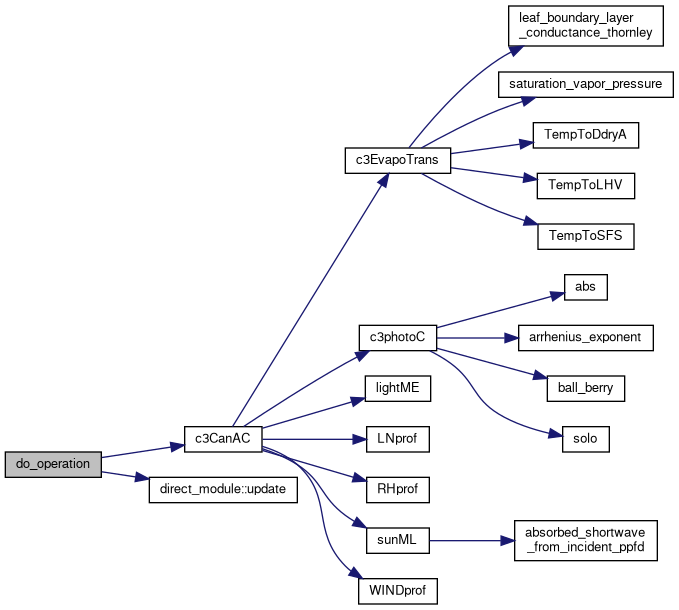 leaf_boundary_layer
_conductance_thornley
saturation_vapor_pressure
TempToDdryA
c3EvapoTrans
TempToLHV
TempToSFS
abs
c3photoC
arrhenius_exponent
lightME
ball_berry
c3CanAC
LNprof
solo
do_operation
direct_module::update
RHprof
sunML
absorbed_shortwave
_from_incident_ppfd
WINDprof